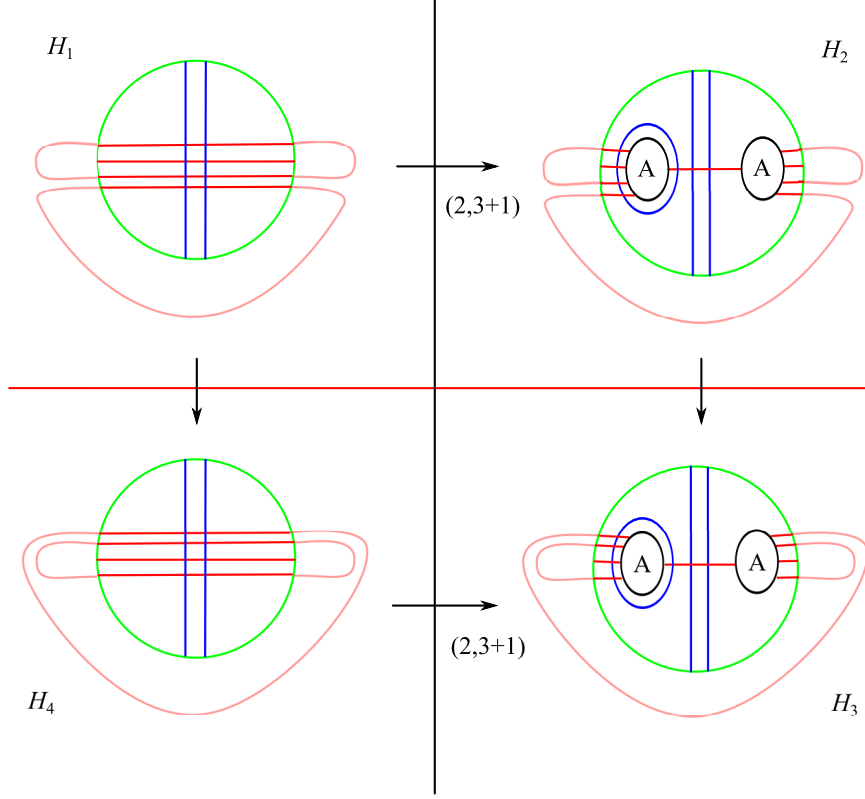 H₁
H₂
A A
(2,3+1)
A A
(2,3+1)
H₄
H₃